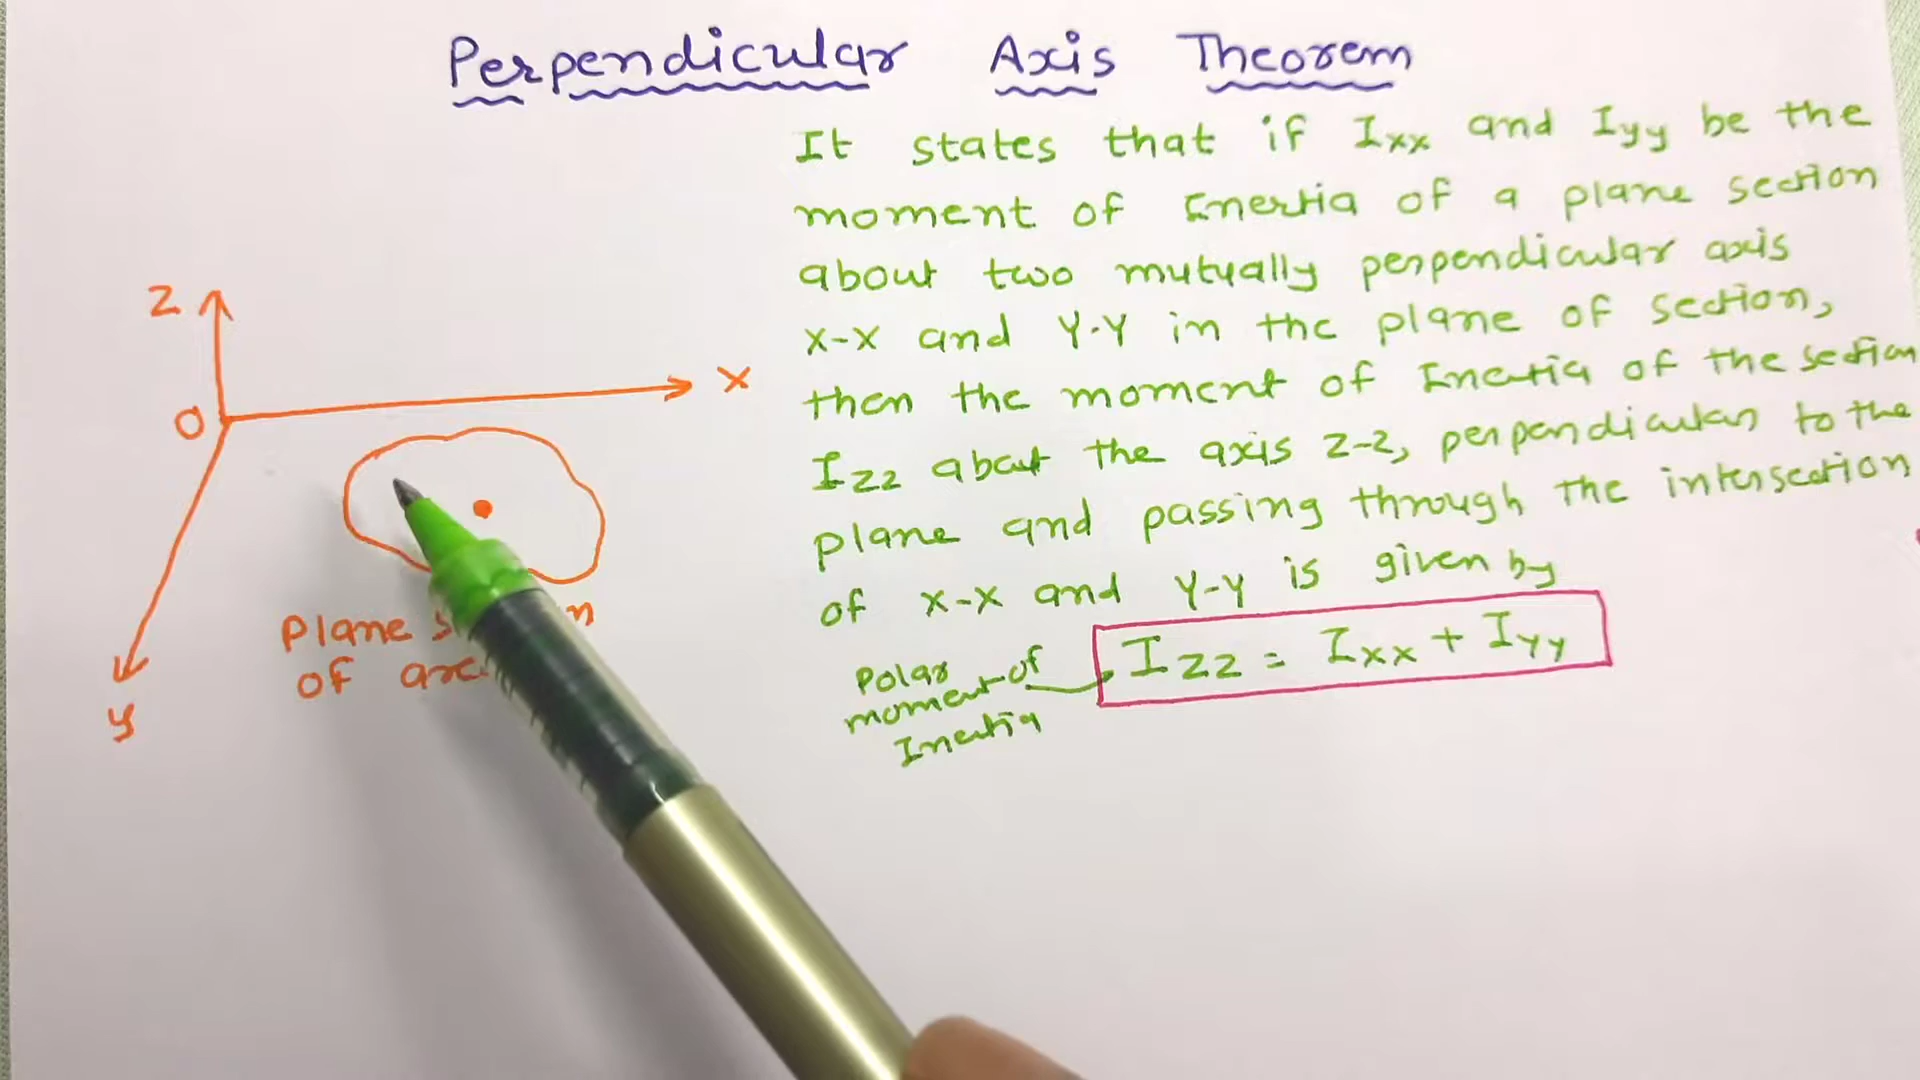 Perpendicular Axis Theorem
It states that if Ixx and Iyy be the
moment of Inertia of a plane section
about two mutually perpendicular axis
X-X and Y-Y in the plane of section,
then the moment of Inertia of the section
Izz about the axis z-z, perpendicular to the
plane and passing through the intersection
of X-X and Y-Y is given by
Izz = Ixx + Iyy
Polar
moment of
Inertia
Z
X
O
y
Plane
of